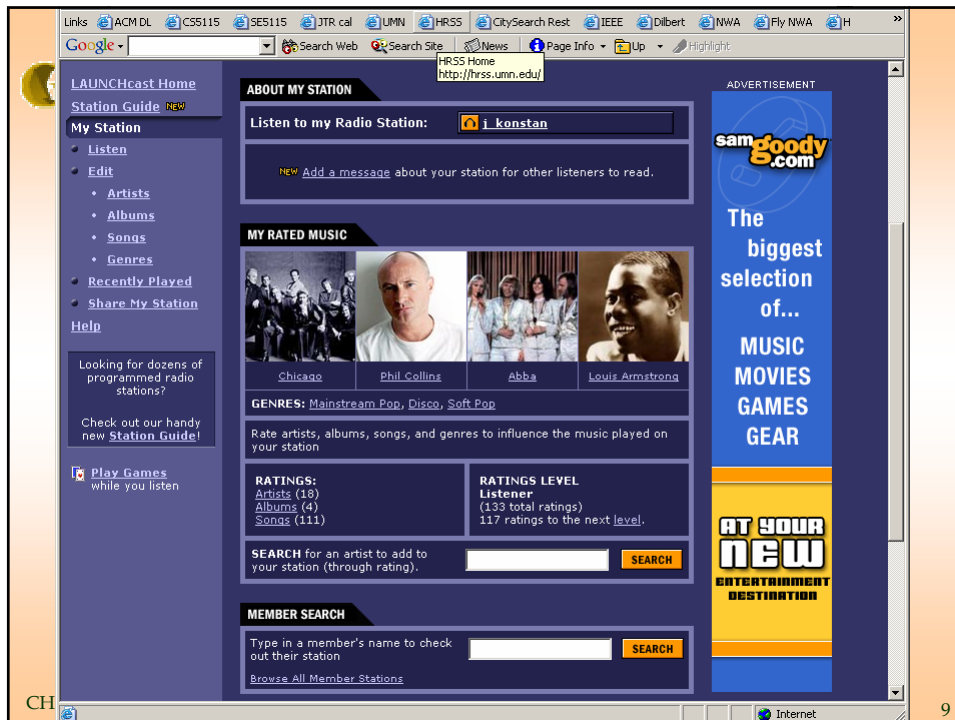 Links ACM DL CS5115 SE5115 JTR cal UMN HRSS CitySearch Rest IEEE Dilbert NWA Fly NWA H »
Google Search Web Search Site News Page Info Up Highlight
HRSS Home
http://hrss.umn.edu/
LAUNCHcast Home
Station Guide NEW
My Station
Listen
Edit
Artists
Albums
Songs
Genres
Recently Played
Share My Station
Help
Looking for dozens of
programmed radio
stations?
Check out our handy
new Station Guide!
Play Games
while you listen
ABOUT MY STATION
Listen to my Radio Station: j_konstan
NEW Add a message about your station for other listeners to read.
MY RATED MUSIC
Chicago Phil Collins Abba Louis Armstrong
GENRES: Mainstream Pop, Disco, Soft Pop
Rate artists, albums, songs, and genres to influence the music played on
your station
RATINGS:
Artists (18)
Albums (4)
Songs (111)
RATINGS LEVEL
Listener
(133 total ratings)
117 ratings to the next level.
SEARCH for an artist to add to
your station (through rating).
SEARCH
MEMBER SEARCH
Type in a member's name to check
out their station
SEARCH
Browse All Member Stations
ADVERTISEMENT
sam
goody
.com
The
biggest
selection
of...
MUSIC
MOVIES
GAMES
GEAR
AT YOUR
NEW
ENTERTAINMENT
DESTINATION
CH
Internet
9